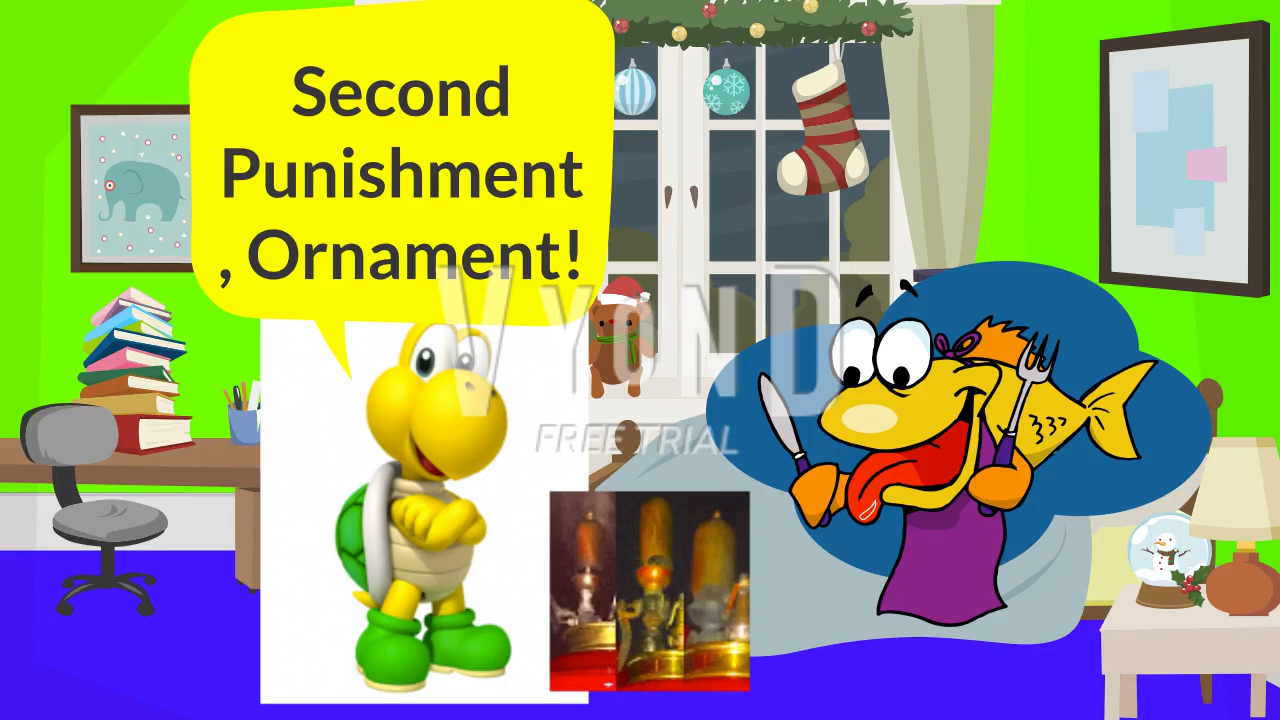 Second
Punishment
, Ornament!
VYOND
FREE TRIAL